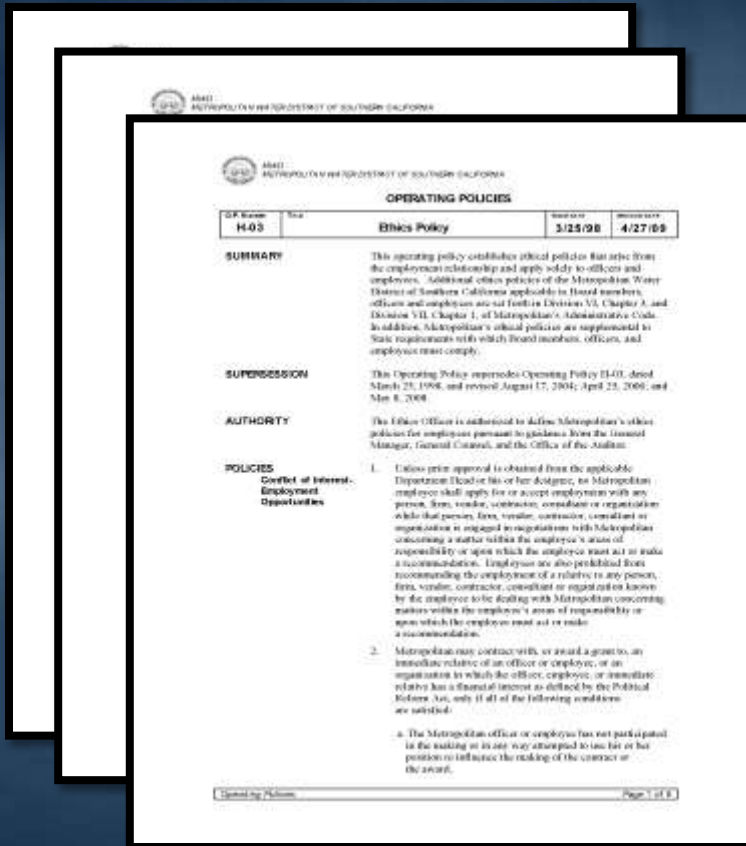 METROPOLITAN WATER DISTRICT OF SOUTHERN CALIFORNIA
METROPOLITAN WATER DISTRICT OF SOUTHERN CALIFORNIA
OPERATING POLICIES
O.P. Number Title
H-03 Ethics Policy 3/25/98 4/27/09
SUMMARY This operating policy establishes ethical policies that arise from
the employment relationship and apply solely to officers and
employees. Additional ethics policies of the Metropolitan Water
District of Southern California applicable to Board members,
officers and employees are set forth in Division VI, Chapter 3, and
Division VII, Chapter 1, of Metropolitan's Administrative Code.
In addition, Metropolitan's ethical policies are supplemental to
State requirements with which Board members, officers, and
employees must comply.
SUPERSESSION This Operating Policy supersedes Operating Policy H-03, dated
March 25, 1998, and revised August 17, 2004; April 25, 2006; and
May 8, 2008.
AUTHORITY The Ethics Officer is authorized to define Metropolitan's ethics
policies for employees pursuant to guidance from the General
Manager, General Counsel, and the Office of the Auditor.
POLICIES
Conflict of Interest-
Employment
Opportunities
1. Unless prior approval is obtained from the applicable
Department Head or his or her designee, no Metropolitan
employee shall apply for or accept employment with any
person, firm, vendor, contractor, consultant or organization
while that person, firm, vendor, contractor, consultant or
organization is engaged in negotiations with Metropolitan
concerning a matter within the employee's areas of
responsibility or upon which the employee must act or make
a recommendation. Employees are also prohibited from
recommending the employment of a relative to any person,
firm, vendor, contractor, consultant or organization known
by the employee to be dealing with Metropolitan concerning
matters within the employee's areas of responsibility or
upon which the employee must act or make
a recommendation.
2. Metropolitan may contract with, or award a grant to, an
immediate relative of an officer or employee, or an
organization in which the officer, employee, or immediate
relative has a financial interest as defined by the Political
Reform Act, only if all of the following conditions
are satisfied:
a. The Metropolitan officer or employee has not participated
in the making or in any way attempted to use his or her
position to influence the making of the contract or
the award.
Operating Policies Page 1 of 8